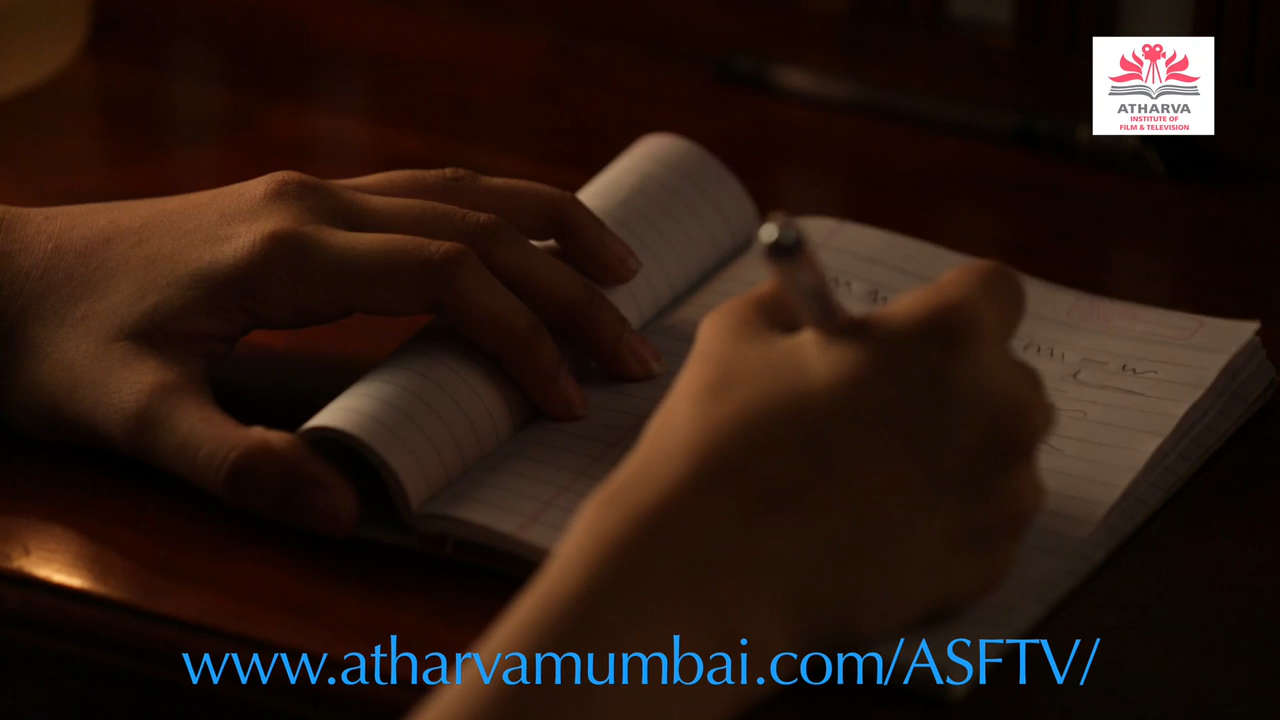 ATHARVA
INSTITUTE OF
FILM & TELEVISION
www.atharvamumbai.com/ASFTV//